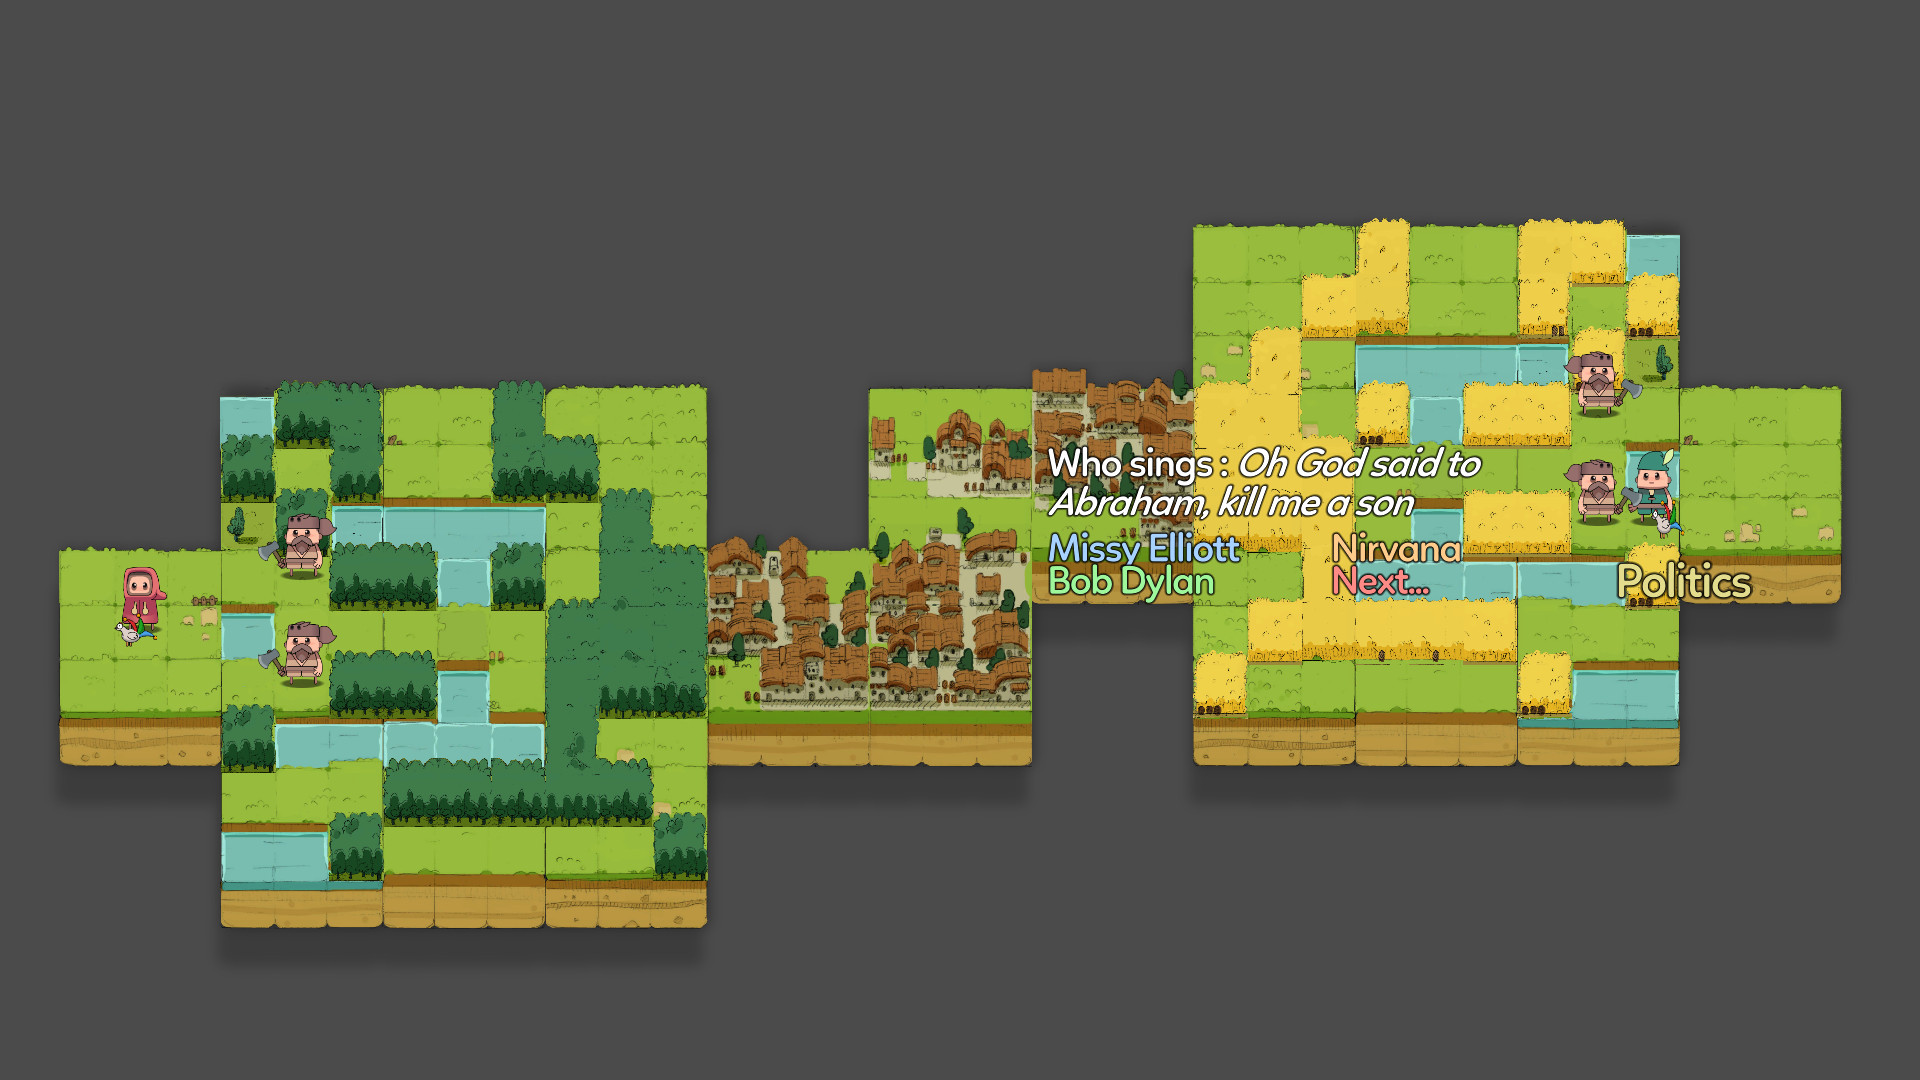 Who sings : Oh God said to
Abraham, kill me a son
Missy Elliott Nirvana
Bob Dylan Next... Politics